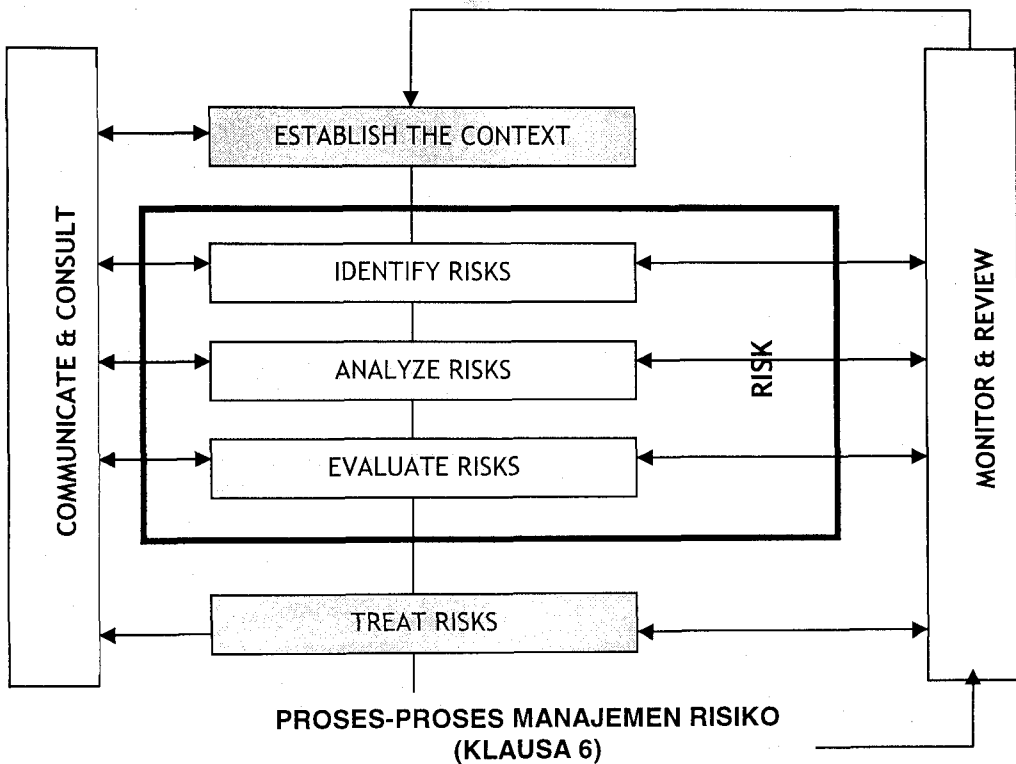 ESTABLISH THE CONTEXT
COMMUNICATE & CONSULT
IDENTIFY RISKS
ANALYZE RISKS
RISK
EVALUATE RISKS
MONITOR & REVIEW
TREAT RISKS
PROSES-PROSES MANAJEMEN RISIKO
(KLAUSA 6)